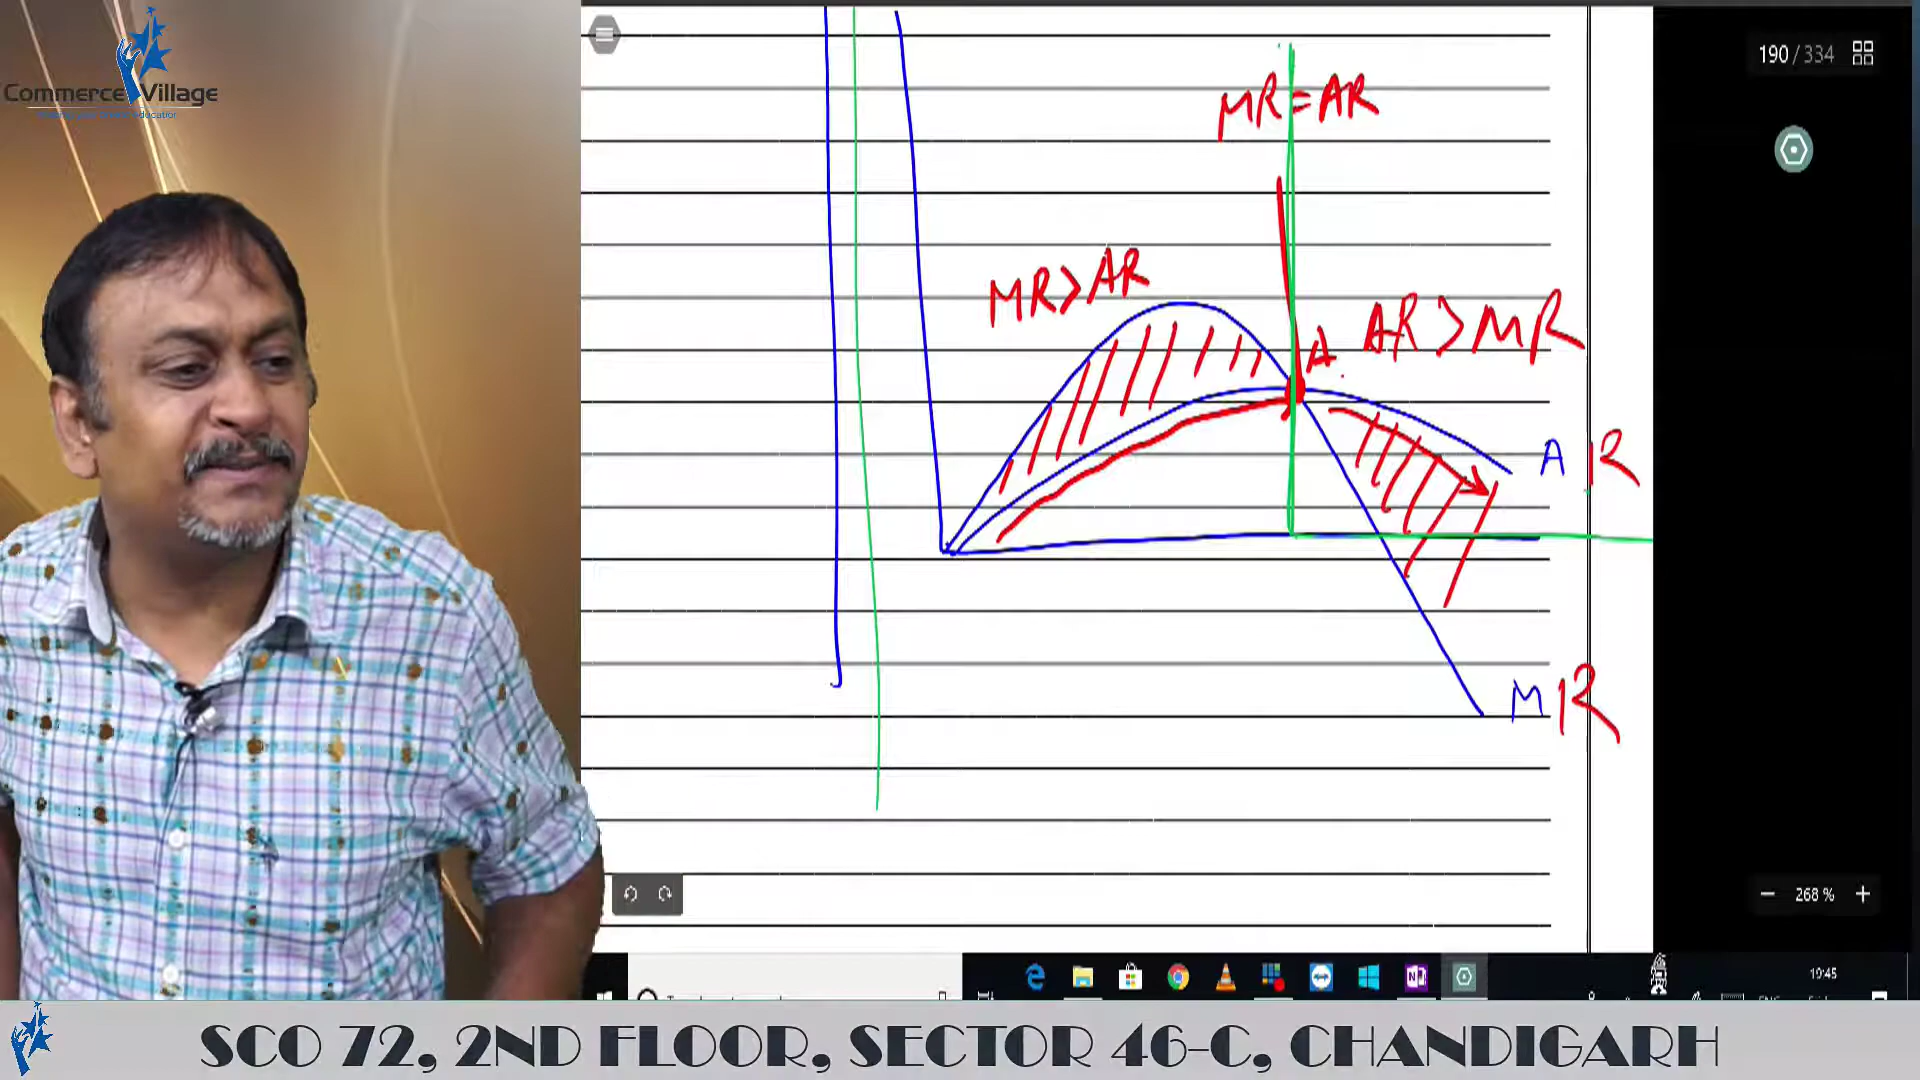 Commerce Village
190 / 334
MR = AR
MR > AR
A
AR > MR
AR
MR
268 %
19:45
SCO 72, 2ND FLOOR, SECTOR 46-C, CHANDIGARH